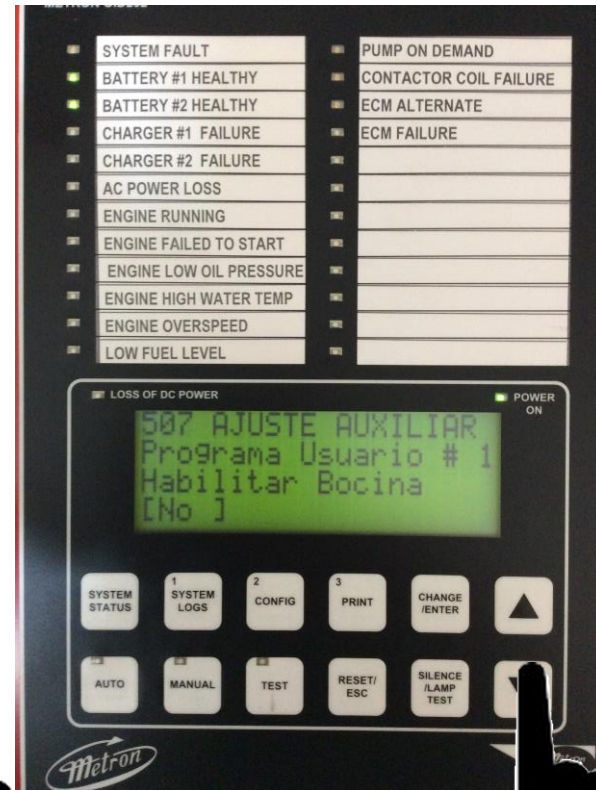 SYSTEM FAULT
BATTERY #1 HEALTHY
BATTERY #2 HEALTHY
CHARGER #1 FAILURE
CHARGER #2 FAILURE
AC POWER LOSS
ENGINE RUNNING
ENGINE FAILED TO START
ENGINE LOW OIL PRESSURE
ENGINE HIGH WATER TEMP
ENGINE OVERSPEED
LOW FUEL LEVEL
PUMP ON DEMAND
CONTACTOR COIL FAILURE
ECM ALTERNATE
ECM FAILURE
LOSS OF DC POWER
POWER
ON
507 AJUSTE AUXILIAR
Programa Usuario # 1
Habilitar Bocina
[No ]
SYSTEM
STATUS
1
SYSTEM
LOGS
2
CONFIG
3
PRINT
CHANGE
/ENTER
AUTO
MANUAL
TEST
RESET/
ESC
SILENCE
/LAMP
TEST
Metron